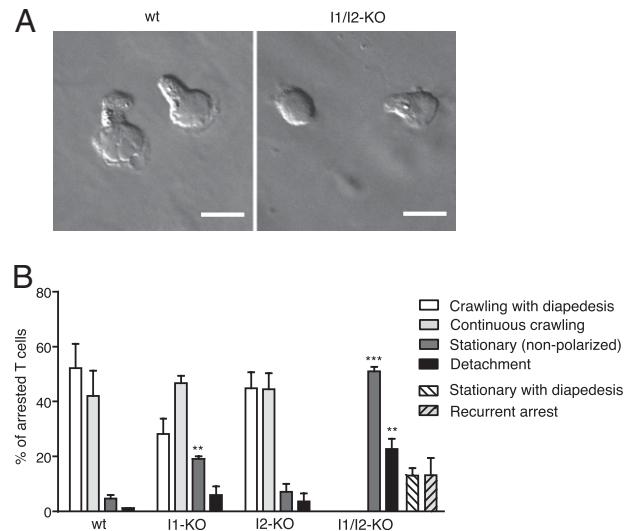 A
wt
I1/I2-KO
B
80
60
40
20
0
% of arrested T cells
Crawling with diapedesis
Continuous crawling
Stationary (non-polarized)
Detachment
Stationary with diapedesis
Recurrent arrest
**
***
**
wt
I1-KO
I2-KO
I1/I2-KO